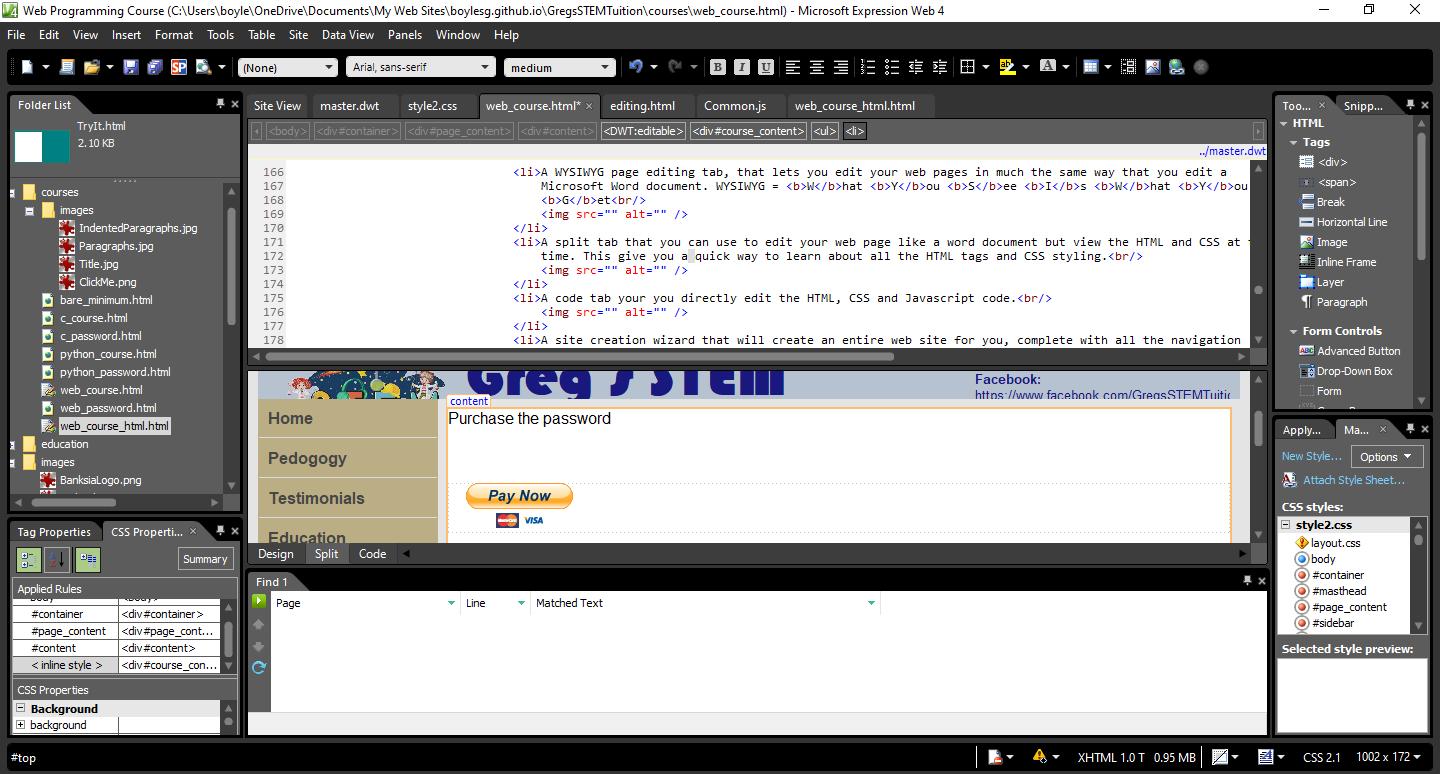 Web Programming Course (C:\Users\boyle\OneDrive\Documents\My Web Sites\boylesg.github.io\GregsSTEMTuition\courses\web_course.html) - Microsoft Expression Web 4
File Edit View Insert Format Tools Table Site Data View Panels Window Help
(None) Arial, sans-serif medium B I U
Folder List
TryIt.html
2.10 KB
courses
images
IndentedParagraphs.jpg
Paragraphs.jpg
Title.jpg
ClickMe.png
bare_minimum.html
c_course.html
c_password.html
python_course.html
python_password.html
web_course.html
web_password.html
web_course_html.html
education
images
BanksiaLogo.png
Tag Properties CSS Properti...
Summary
Applied Rules
#container <div#container>
#page_content <div#page_cont...
#content <div#content>
< inline style > <div#course_con...
CSS Properties
Background
background
Site View master.dwt style2.css web_course.html* editing.html Common.js web_course_html.html
<body> <div#container> <div#page_content> <div#content> <DWT:editable> <div#course_content> <ul> <li>
../master.dwt
166 <li>A WYSIWYG page editing tab, that lets you edit your web pages in much the same way that you edit a
167 Microsoft Word document. WYSIWYG = <b>W</b>hat <b>Y</b>ou <b>S</b>ee <b>I</b>s <b>W</b>hat <b>Y</b>ou
168 <b>G</b>et<br/>
169 <img src="" alt="" />
170 </li>
171 <li>A split tab that you can use to edit your web page like a word document but view the HTML and CSS at
172 time. This give you a quick way to learn about all the HTML tags and CSS styling.<br/>
173 <img src="" alt="" />
174 </li>
175 <li>A code tab your you directly edit the HTML, CSS and Javascript code.<br/>
176 <img src="" alt="" />
177 </li>
178 <li>A site creation wizard that will create an entire web site for you, complete with all the navigation
Greg's STEM
Facebook:
https://www.facebook.com/GregsSTEMTuitic
content
Home
Pedogogy
Testimonials
Education
Purchase the password
Pay Now
MasterCard VISA
Design Split Code
Find 1
Page Line Matched Text
Too... Snipp...
HTML
Tags
<div>
<span>
Break
Horizontal Line
Image
Inline Frame
Layer
Paragraph
Form Controls
Advanced Button
Drop-Down Box
Form
Apply... Ma...
New Style... Options
Attach Style Sheet...
CSS styles:
style2.css
layout.css
body
#container
#masthead
#page_content
#sidebar
Selected style preview:
#top XHTML 1.0 T 0.95 MB CSS 2.1 1002 x 172